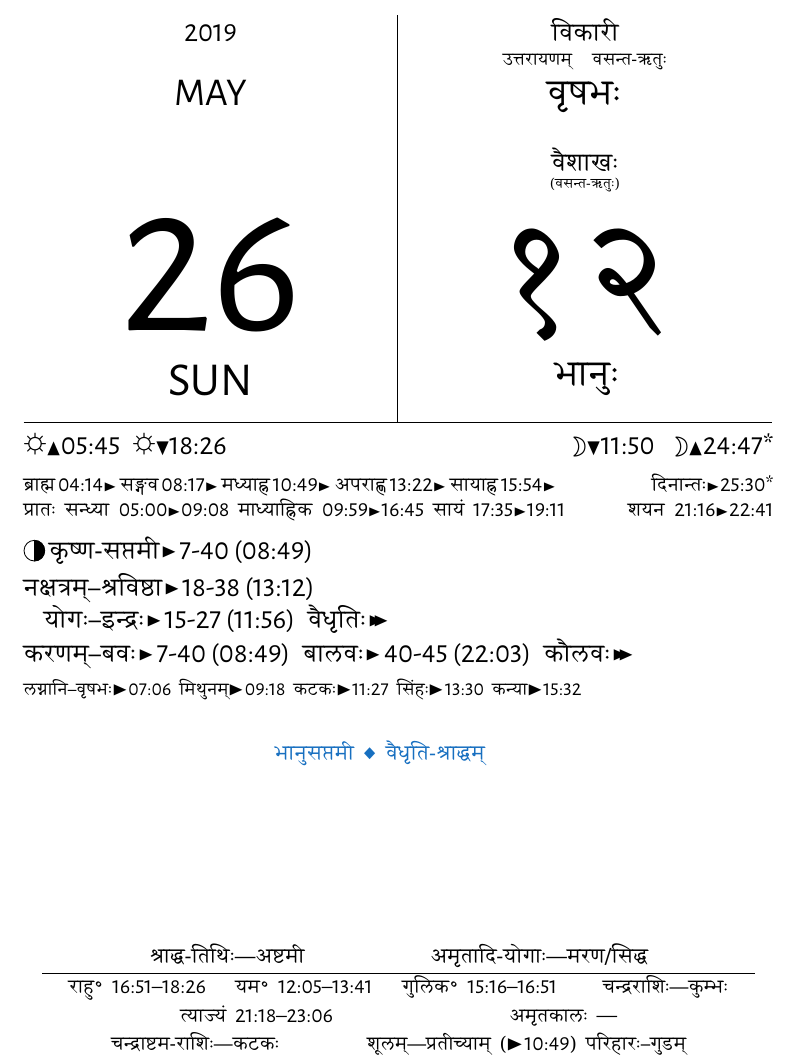 2019
MAY
26
SUN
विकारी
उत्तरायणम् वसन्त-ऋतुः
वृषभः
वैशाखः
(वसन्त-ऋतुः)
१२
भानुः
☼▲05:45 ☼▼18:26 ☽▼11:50 ☽▲24:47*
ब्राह्म 04:14► सङ्गव 08:17► मध्याह्न 10:49► अपराह्ण 13:22► सायाह्न 15:54► दिनान्तः►25:30*
प्रातः सन्ध्या 05:00►09:08 माध्याह्निक 09:59►16:45 सायं 17:35►19:11 शयन 21:16►22:41
◑ कृष्ण-सप्तमी►7-40 (08:49)
नक्षत्रम्–श्रविष्ठा►18-38 (13:12)
योगः–इन्द्रः►15-27 (11:56) वैधृतिः►►
करणम्–बवः►7-40 (08:49) बालवः►40-45 (22:03) कौलवः►►
लग्नानि–वृषभः►07:06 मिथुनम्►09:18 कटकः►11:27 सिंहः►13:30 कन्या►15:32
भानुसप्तमी ◆ वैधृति-श्राद्धम्
श्राद्ध-तिथिः—अष्टमी अमृतादि-योगाः—मरण/सिद्ध
राहु° 16:51–18:26 यम° 12:05–13:41 गुलिक° 15:16–16:51 चन्द्रराशिः—कुम्भः
त्याज्यं 21:18–23:06 अमृतकालः —
चन्द्राष्टम-राशिः—कटकः शूलम्—प्रतीच्याम् (►10:49) परिहारः–गुडम्